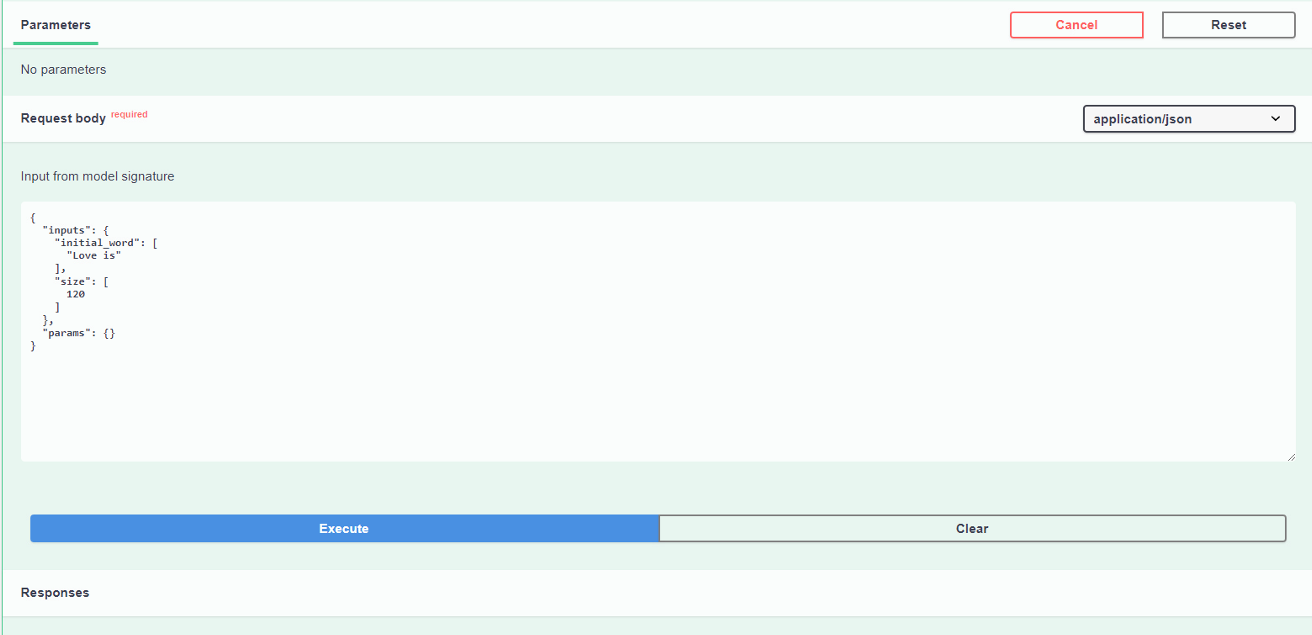 Parameters
Cancel
Reset
No parameters
Request body required
application/json
Input from model signature
{
  "inputs": {
    "initial_word": [
      "Love is"
    ],
    "size": [
      120
    ]
  },
  "params": {}
}
Execute
Clear
Responses